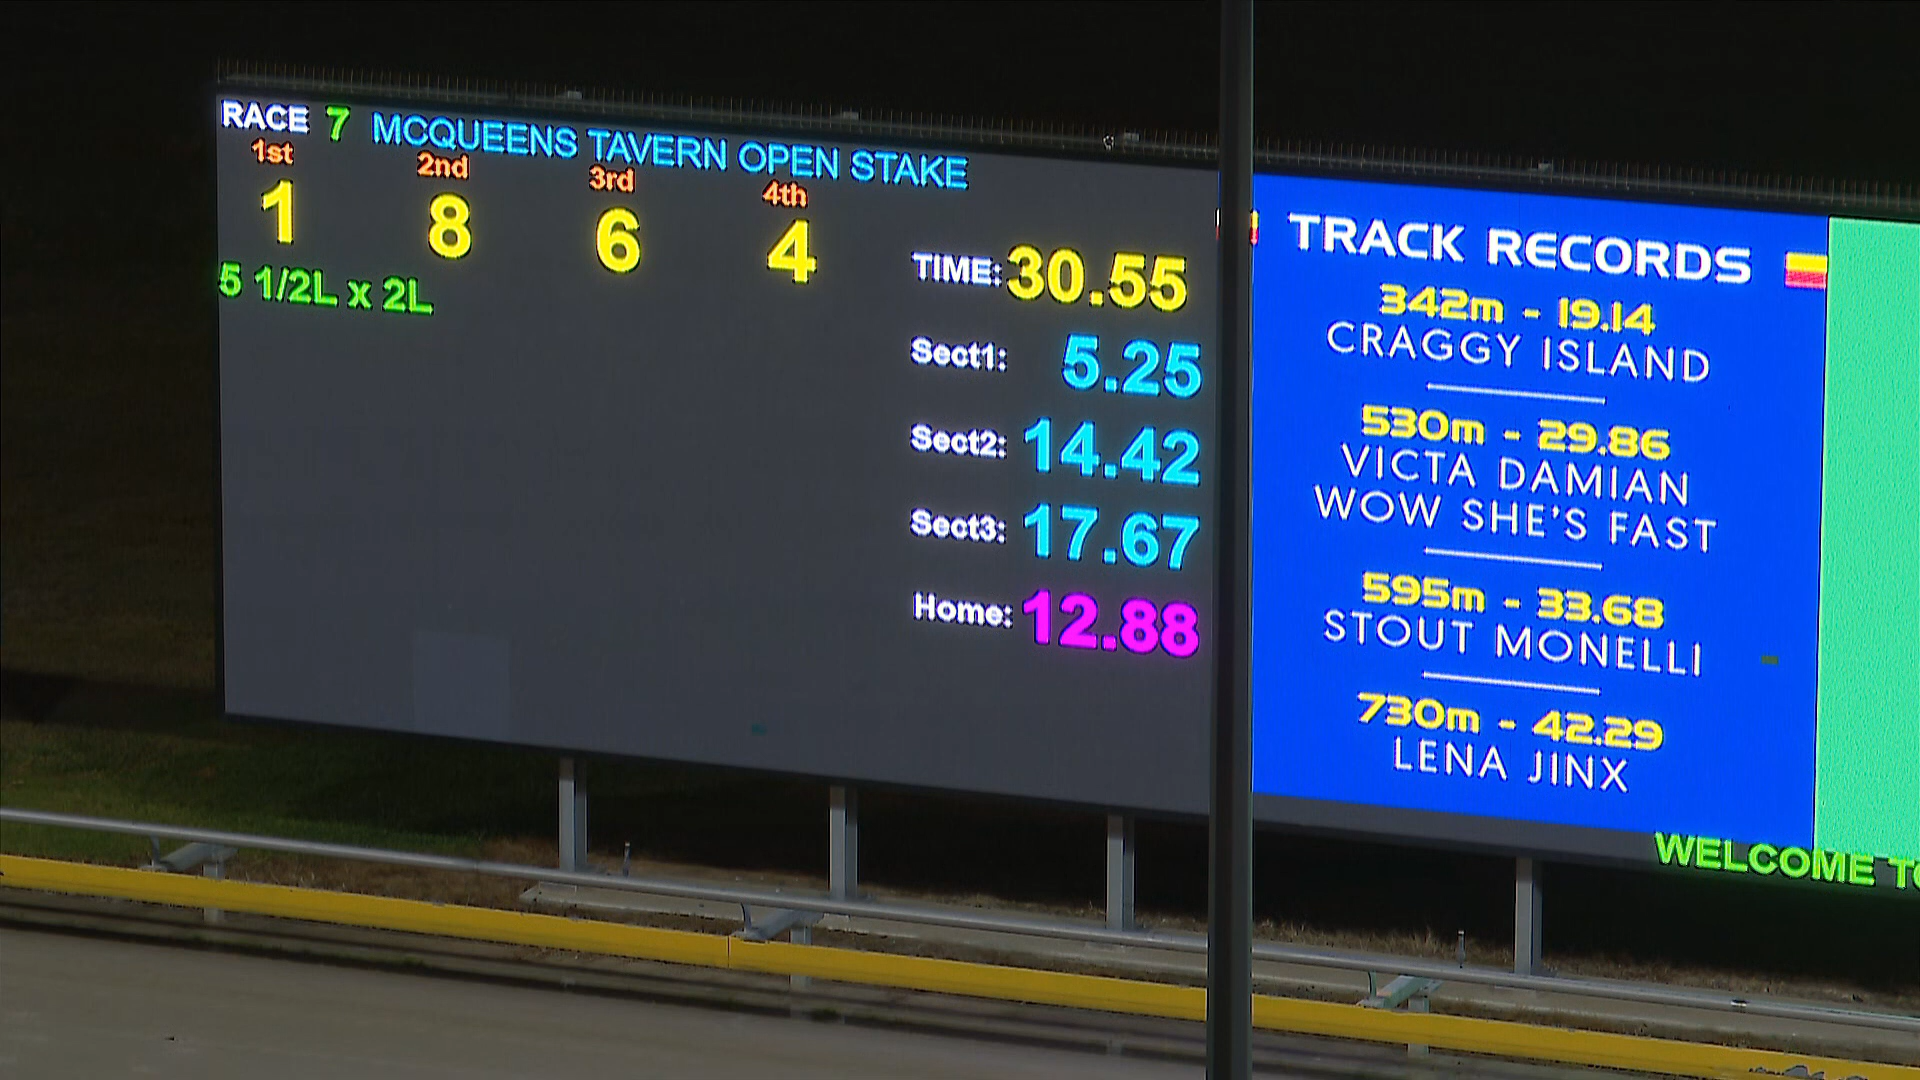 RACE 7 MCQUEENS TAVERN OPEN STAKE
1st 2nd 3rd 4th
1 8 6 4
5 1/2L x 2L
TIME: 30.55
Sect1: 5.25
Sect2: 14.42
Sect3: 17.67
Home: 12.88
TRACK RECORDS
342m - 19.14
CRAGGY ISLAND
530m - 29.86
VICTA DAMIAN
WOW SHE'S FAST
595m - 33.68
STOUT MONELLI
730m - 42.29
LENA JINX
WELCOME TO